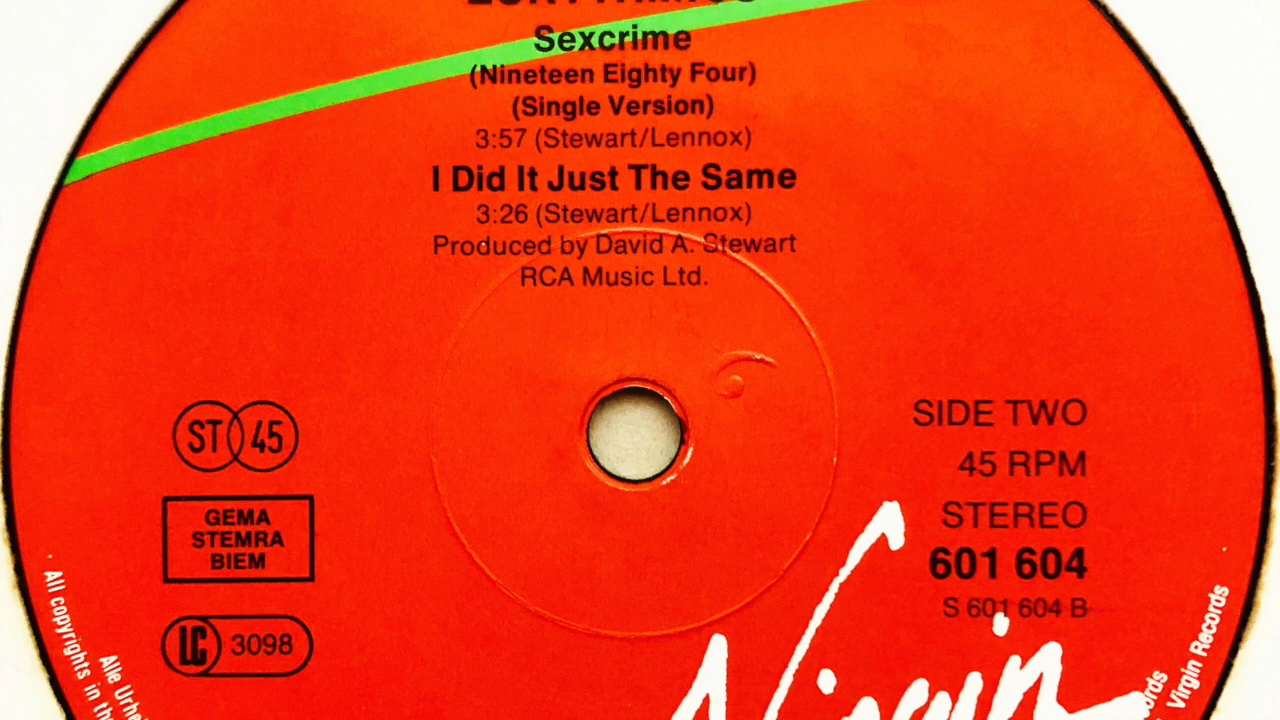 EURYTHMICS
Sexcrime
(Nineteen Eighty Four)
(Single Version)
3:57 (Stewart/Lennox)
I Did It Just The Same
3:26 (Stewart/Lennox)
Produced by David A. Stewart
RCA Music Ltd.
ST 45
GEMA
STEMRA
BIEM
LC 3098
SIDE TWO
45 RPM
STEREO
601 604
S 601 604 B
Virgin
All copyrights in the
Alle
Virgin Records